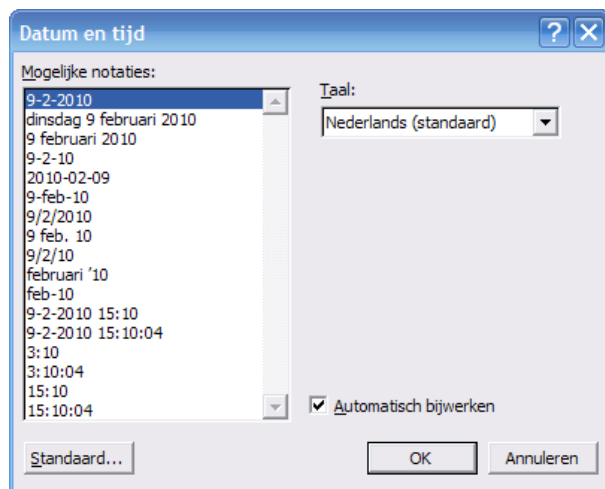 Datum en tijd
Mogelijke notaties:
9-2-2010
dinsdag 9 februari 2010
9 februari 2010
9-2-10
2010-02-09
9-feb-10
9/2/2010
9 feb. 10
9/2/10
februari '10
feb-10
9-2-2010 15:10
9-2-2010 15:10:04
3:10
3:10:04
15:10
15:10:04
Taal:
Nederlands (standaard)
Automatisch bijwerken
Standaard...
OK
Annuleren